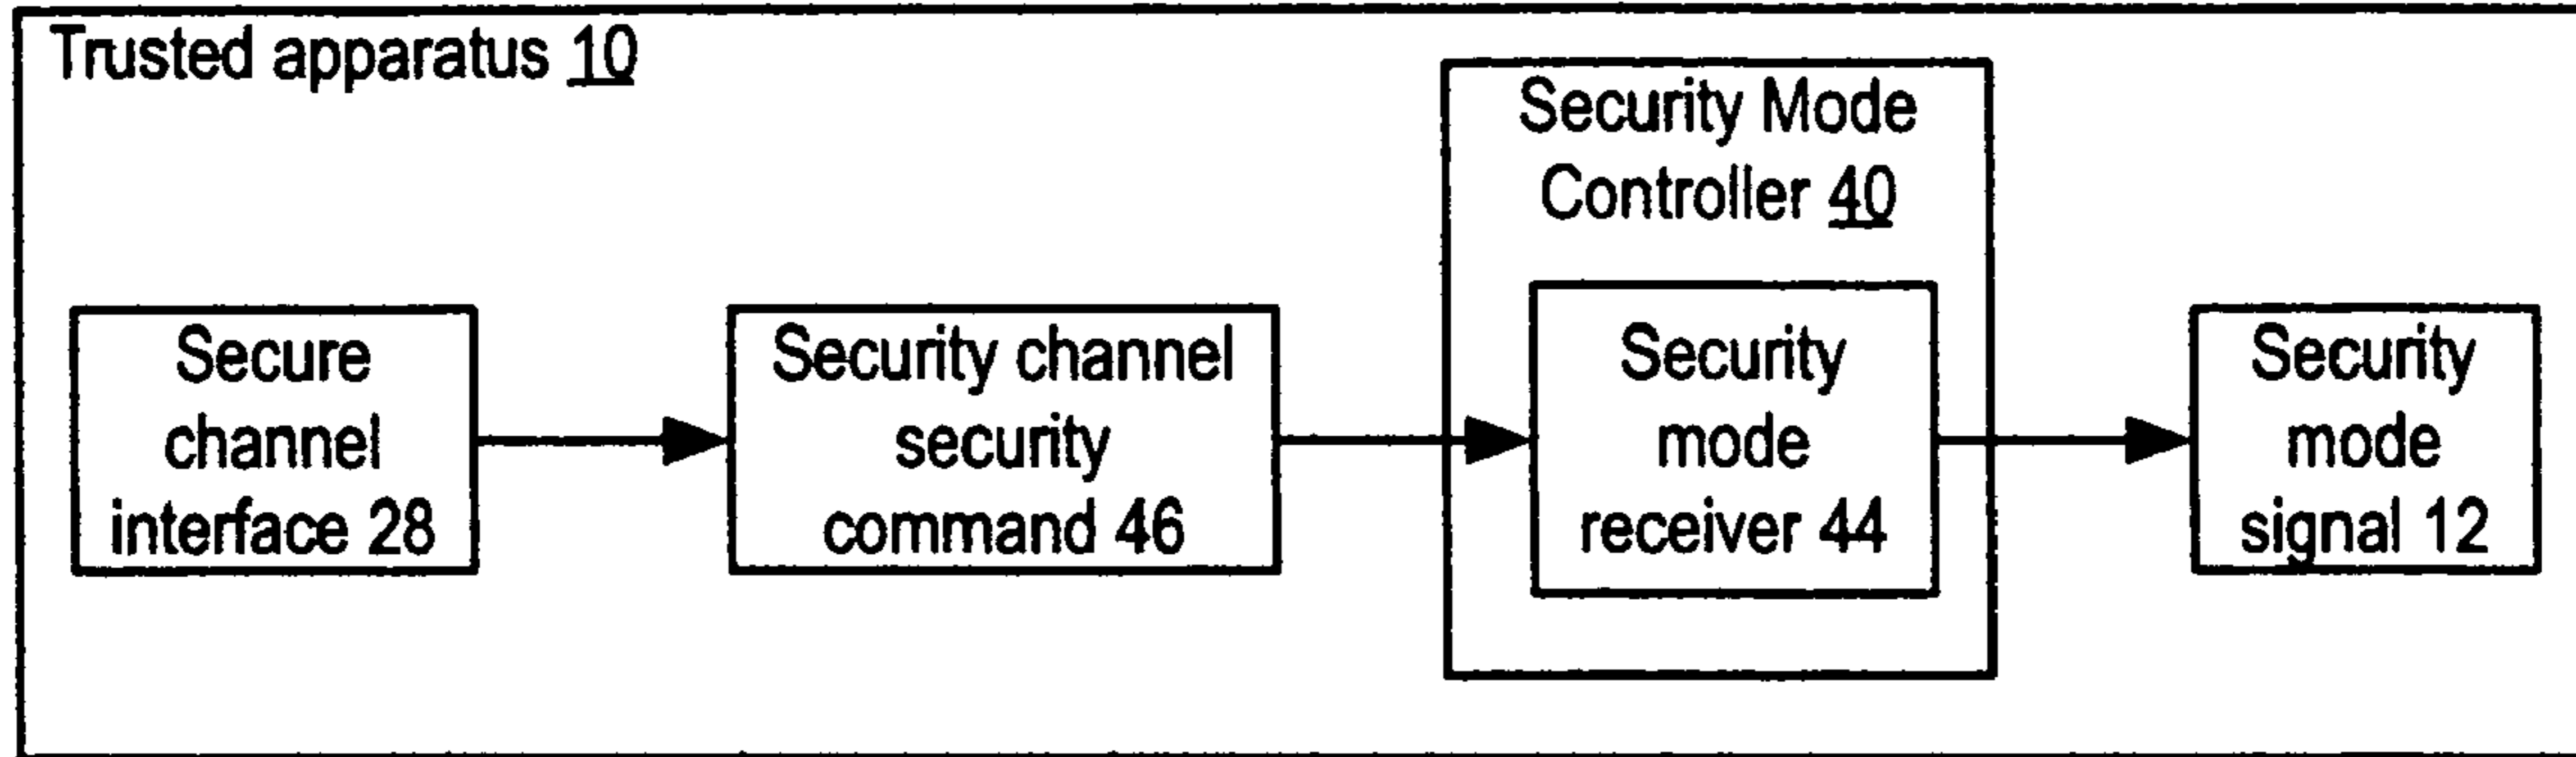 Trusted apparatus 10
Security Mode
Controller 40
Secure
channel
interface 28
Security channel
security
command 46
Security
mode
receiver 44
Security
mode
signal 12